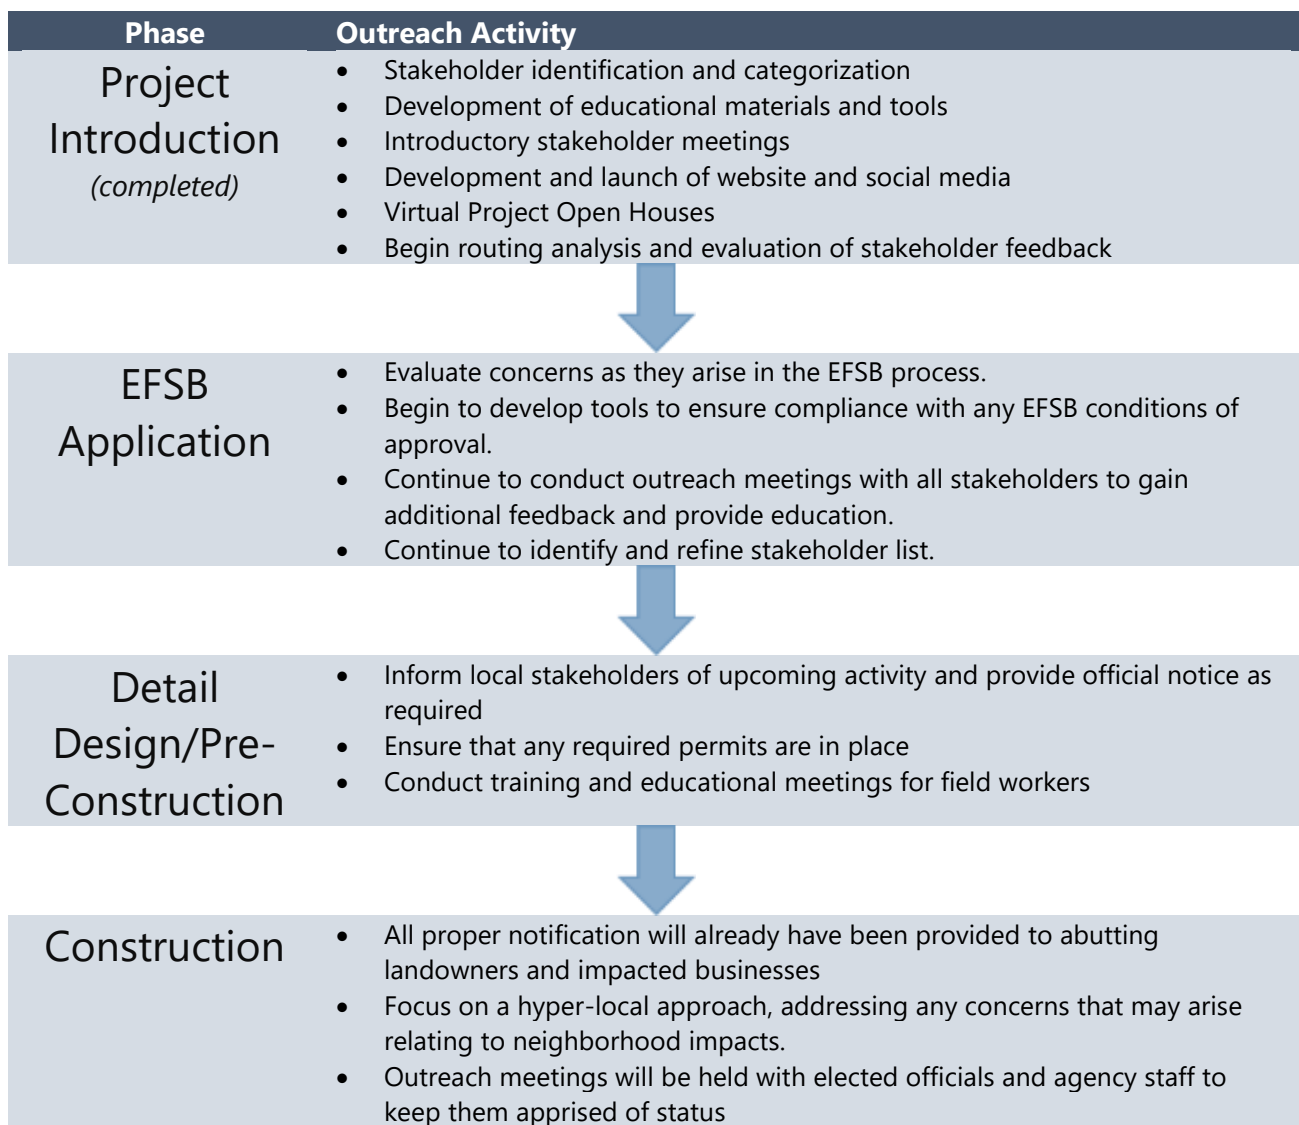 Phase Outreach Activity
Project
Introduction
(completed)
• Stakeholder identification and categorization
• Development of educational materials and tools
• Introductory stakeholder meetings
• Development and launch of website and social media
• Virtual Project Open Houses
• Begin routing analysis and evaluation of stakeholder feedback
EFSB
Application
• Evaluate concerns as they arise in the EFSB process.
• Begin to develop tools to ensure compliance with any EFSB conditions of
approval.
• Continue to conduct outreach meetings with all stakeholders to gain
additional feedback and provide education.
• Continue to identify and refine stakeholder list.
Detail
Design/Pre-
Construction
• Inform local stakeholders of upcoming activity and provide official notice as
required
• Ensure that any required permits are in place
• Conduct training and educational meetings for field workers
Construction
• All proper notification will already have been provided to abutting
landowners and impacted businesses
• Focus on a hyper-local approach, addressing any concerns that may arise
relating to neighborhood impacts.
• Outreach meetings will be held with elected officials and agency staff to
keep them apprised of status